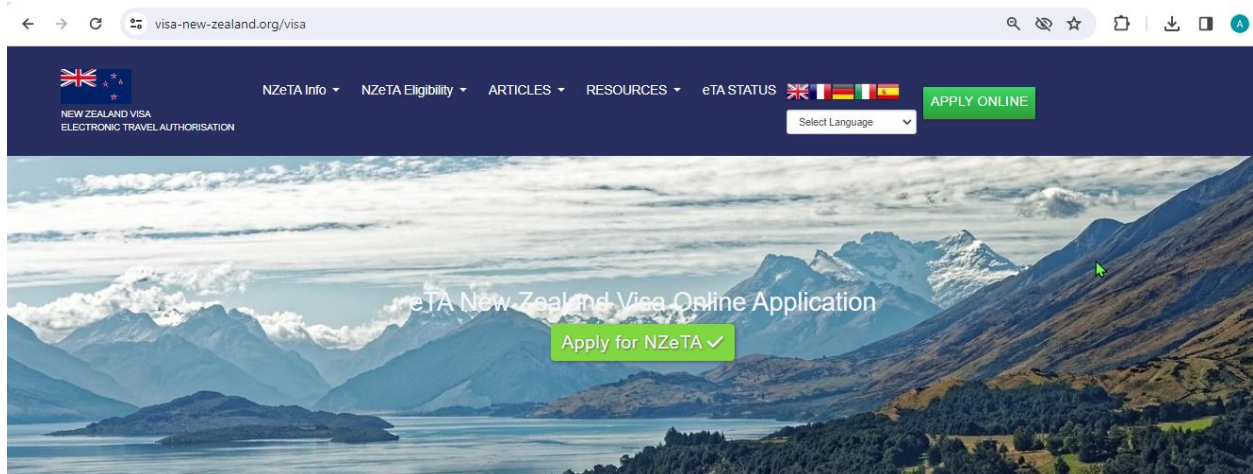 visa-new-zealand.org/visa
A
NEW ZEALAND VISA
ELECTRONIC TRAVEL AUTHORISATION
NZeTA Info
NZeTA Eligibility
ARTICLES
RESOURCES
eTA STATUS
Select Language
APPLY ONLINE
eTA New Zealand Visa Online Application
Apply for NZeTA ✓